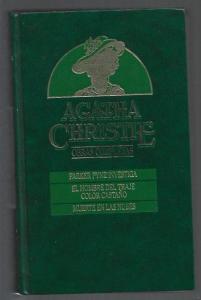 AGATHA
CHRISTIE
OBRAS COMPLETAS
PARKER PYNE INVESTIGA
EL HOMBRE DEL TRAJE
COLOR CASTAÑO
MUERTE EN LAS NUBES